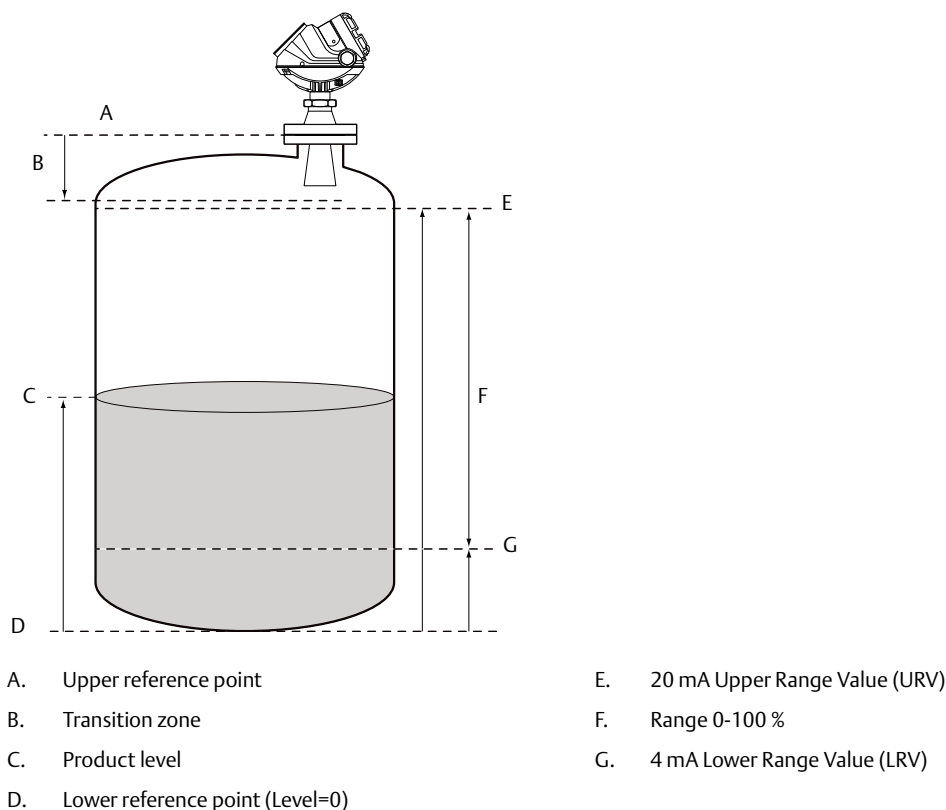 A
B
E
C
F
G
D
A. Upper reference point
B. Transition zone
C. Product level
D. Lower reference point (Level=0)
E. 20 mA Upper Range Value (URV)
F. Range 0-100 %
G. 4 mA Lower Range Value (LRV)